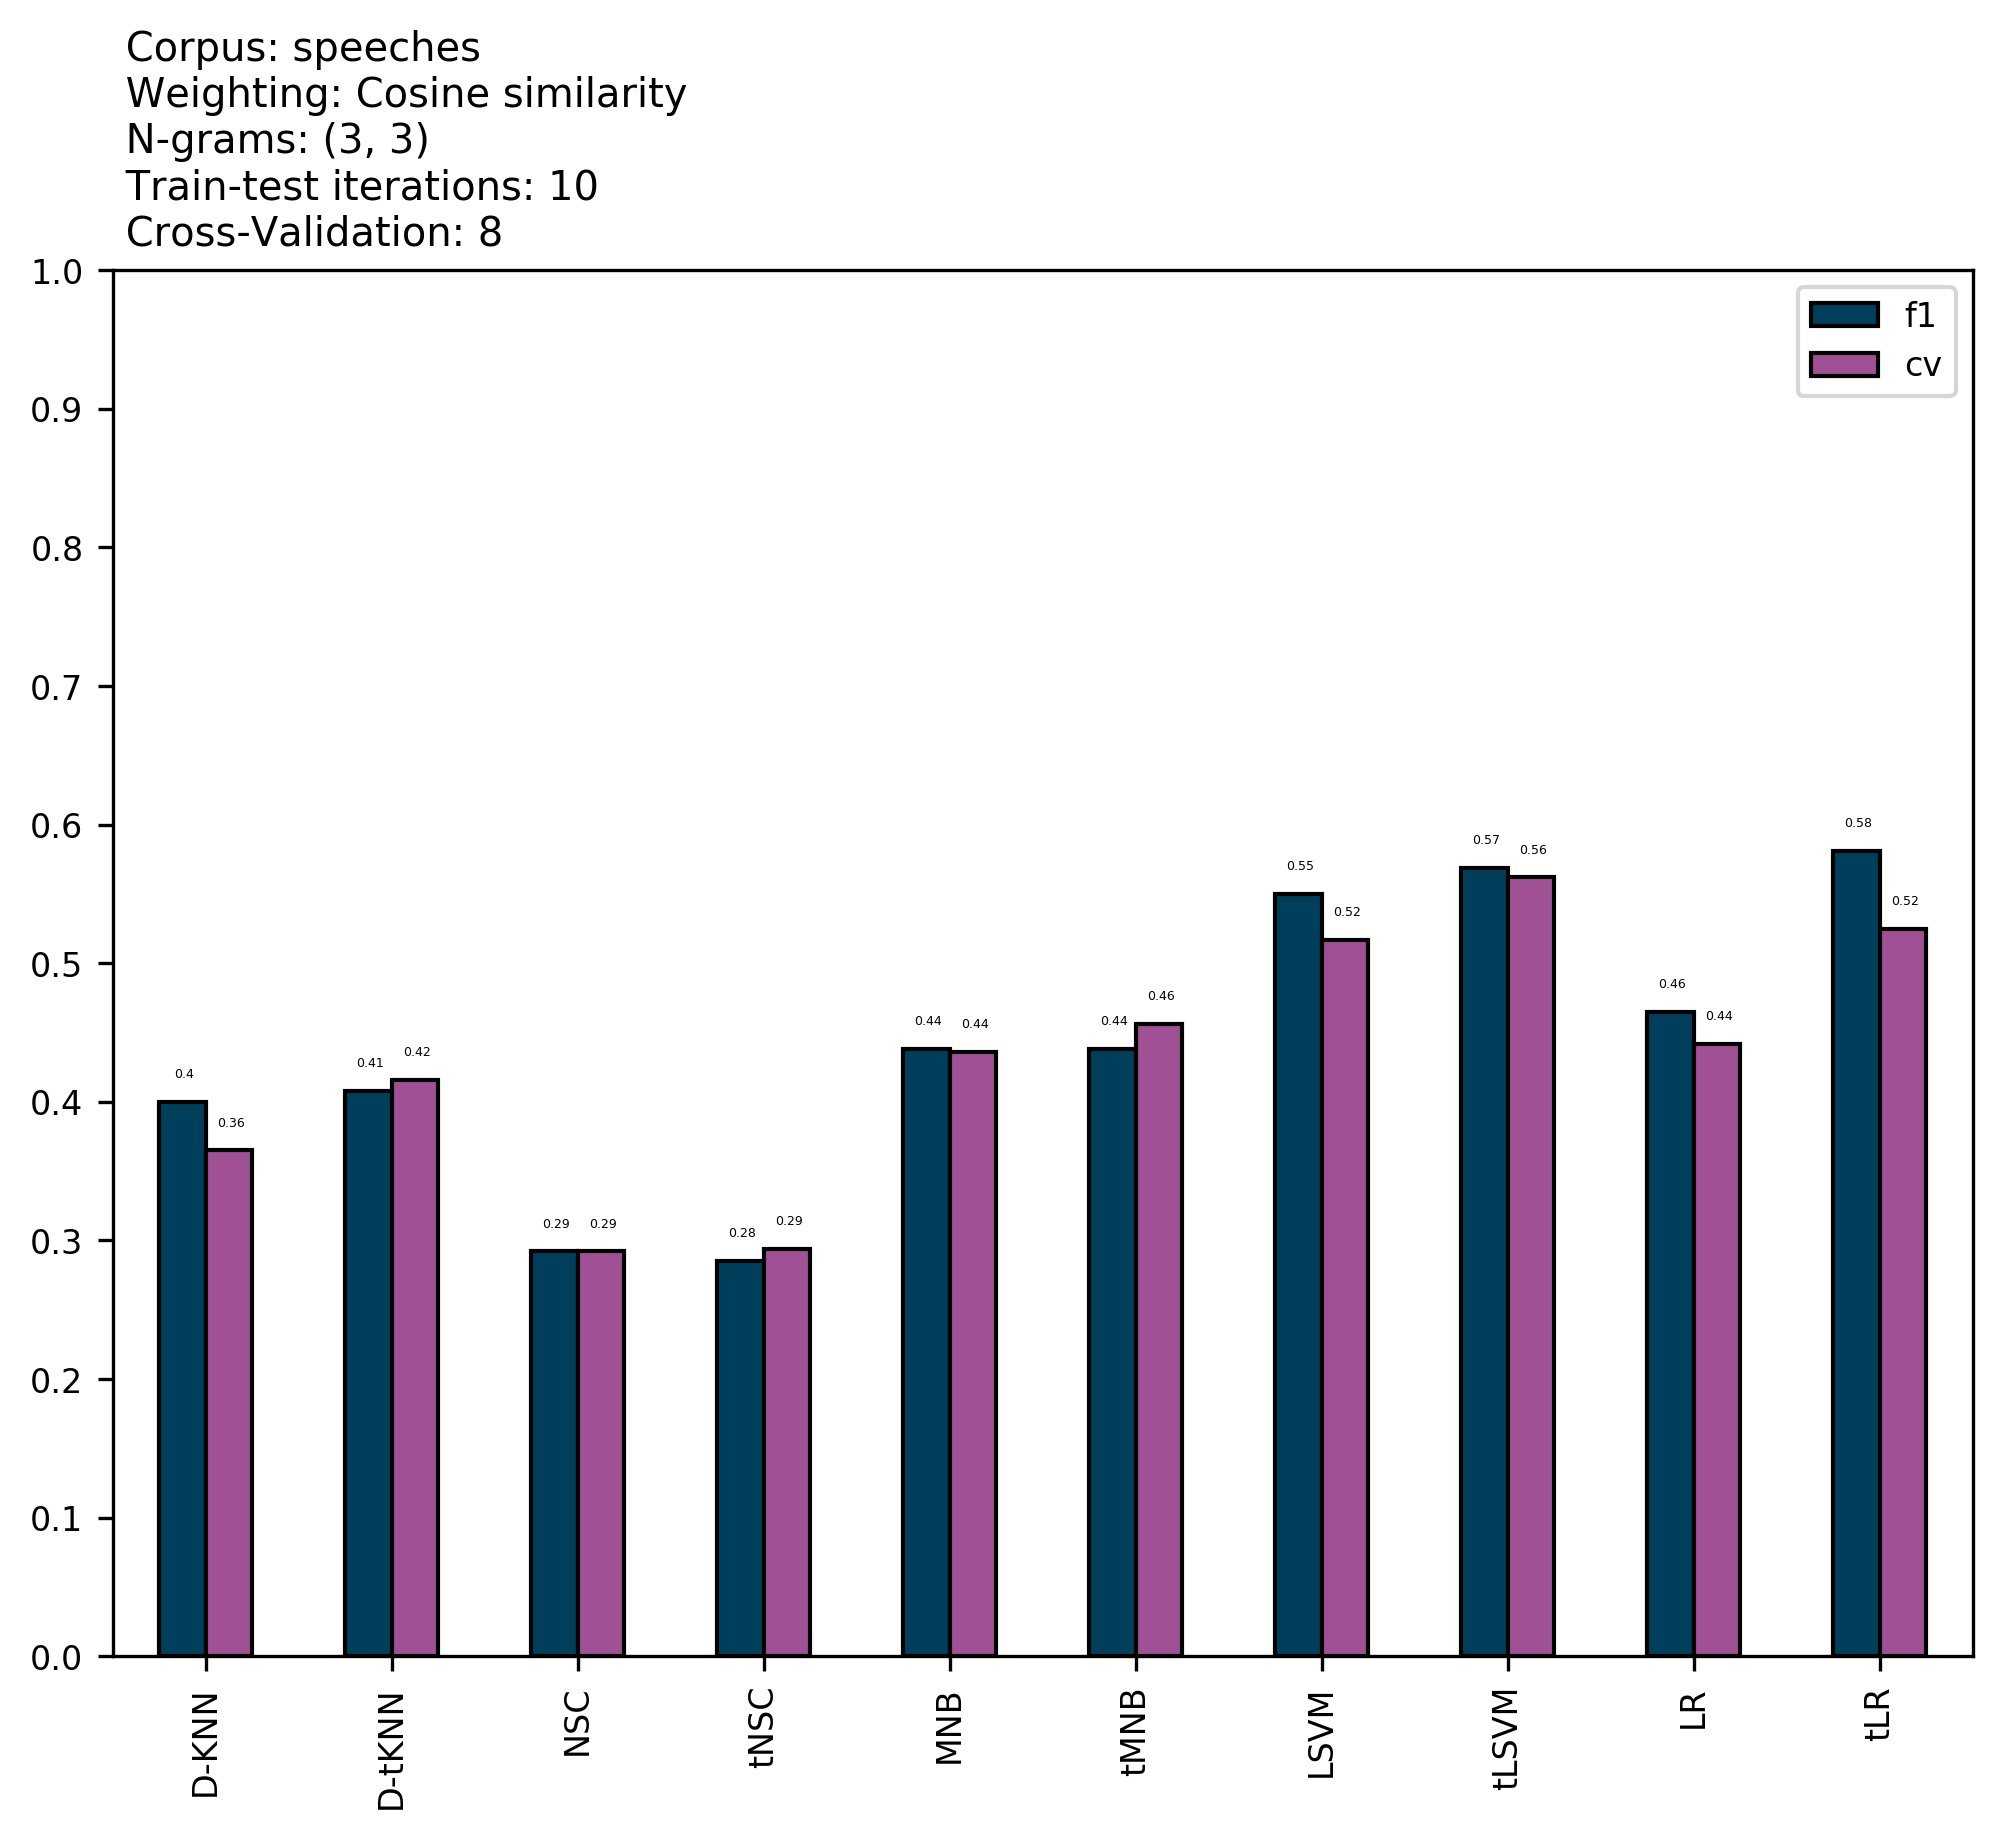 Corpus: speeches
Weighting: Cosine similarity
N-grams: (3, 3)
Train-test iterations: 10
Cross-Validation: 8
1.0
0.9
0.8
0.7
0.6
0.5
0.4
0.3
0.2
0.1
0.0
f1
cv
0.4
0.36
0.41
0.42
0.29
0.29
0.28
0.29
0.44
0.44
0.44
0.46
0.55
0.52
0.57
0.56
0.46
0.44
0.58
0.52
D-KNN
D-tKNN
NSC
tNSC
MNB
tMNB
LSVM
tLSVM
LR
tLR